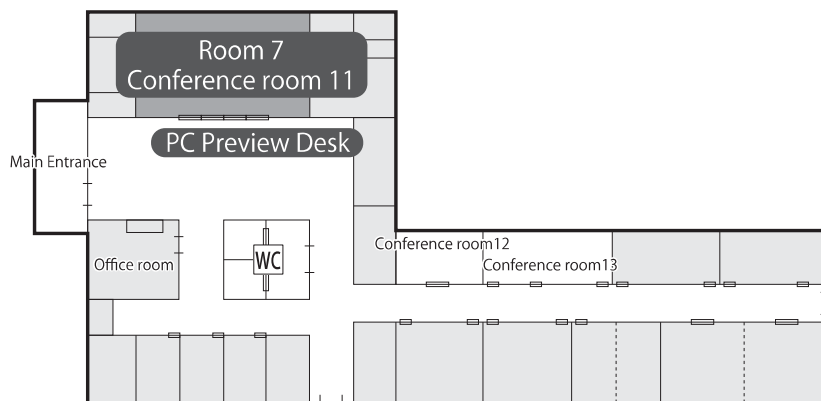 Room 7
Conference room 11
PC Preview Desk
Main Entrance
Conference room12
Office room
WC
Conference room13